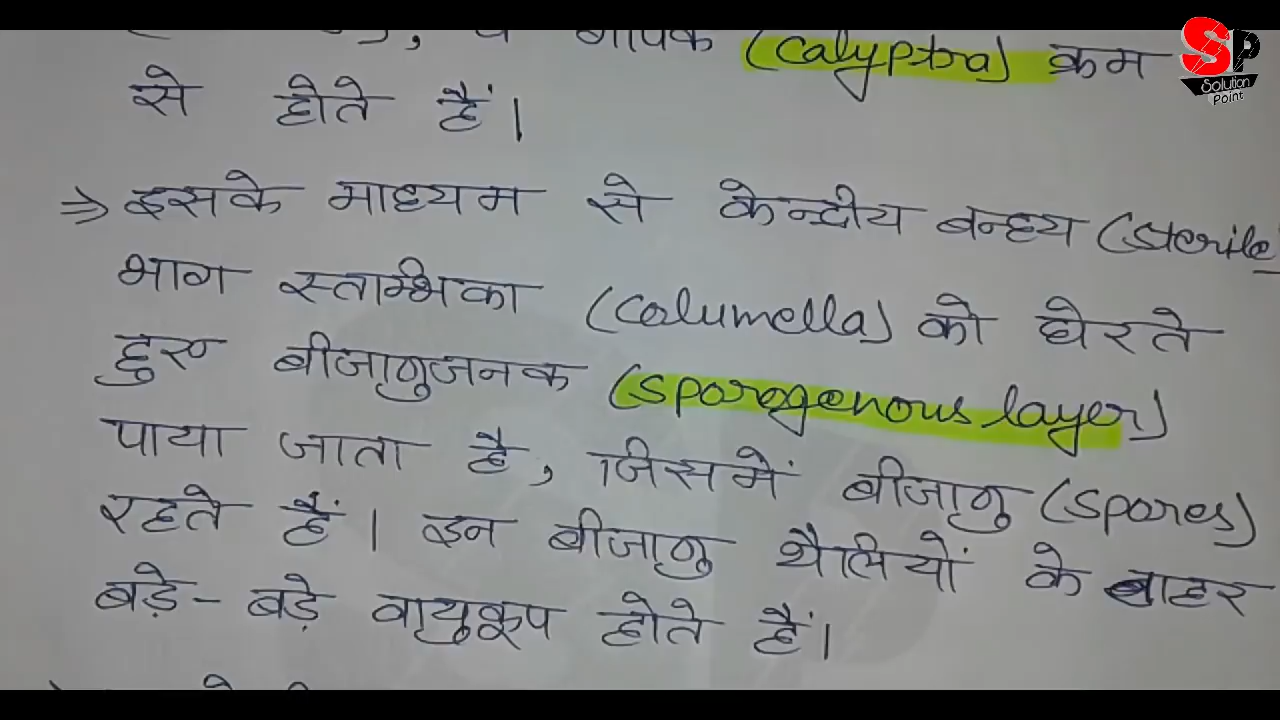 (calyptra) क्रम
से होते हैं।
⇒ इसके माध्यम से केन्द्रीय बन्ध्य (sterile
भाग स्ताम्भिका (columella) को घेरते
हुए बीजाणुजनक (sporogenous layer)
पाया जाता है, जिसमें बीजाणु (spores)
रहते हैं। इन बीजाणु थैलियों के बाहर
बड़े-बड़े वायुकूप होते हैं।
SP
Solution
Point